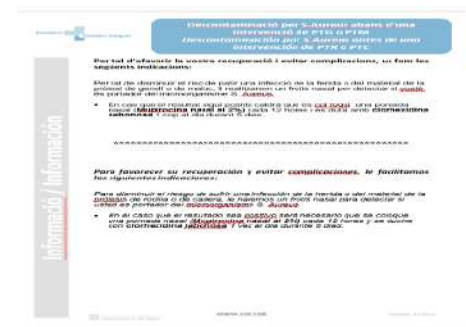 Descontaminació per S.Aureus abans d'una
intervenció de PTG o PTM
Descontaminación por S.Aureus antes de una
intervención de PTR o PTC
Informació / Información
Per tal d'afavorir la vostra recuperació i evitar complicacions, us fem les
següents indicacions:
Per tal de disminuir el risc de patir una infecció de la ferida o del material de la
pròtesi de genoll o de maluc, li realitzarem un frotis nasal per detectar si vostè
és portador del microorganisme S. Aureus.
• En cas que el resultat sigui positiu caldrà que es col·loqui una pomada
nasal (Mupirocina nasal al 2%) cada 12 hores i es dutxi amb clorhexidina
sabonosa 1 cop al dia durant 5 dies.
Para favorecer su recuperación y evitar complicaciones, le facilitamos
las siguientes indicaciones:
Para disminuir el riesgo de sufrir una infección de la herida o del material de la
prótesis de rodilla o de cadera, le haremos un frotis nasal para detectar si
usted es portador del microorganismo S. Aureus.
• En el caso que el resultado sea positivo será necesario que se coloque
una pomada nasal (Mupirocina nasal al 2%) cada 12 horas y se duche
con clorhexidina jabonosa 1 vez al día durante 5 días.